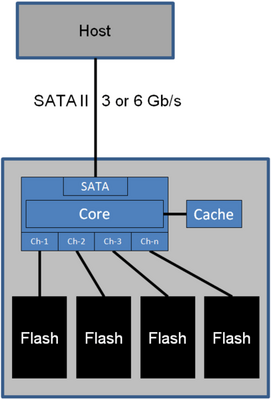 Host
SATA II 3 or 6 Gb/s
SATA
Core
Cache
Ch-1 Ch-2 Ch-3 Ch-n
Flash Flash Flash Flash